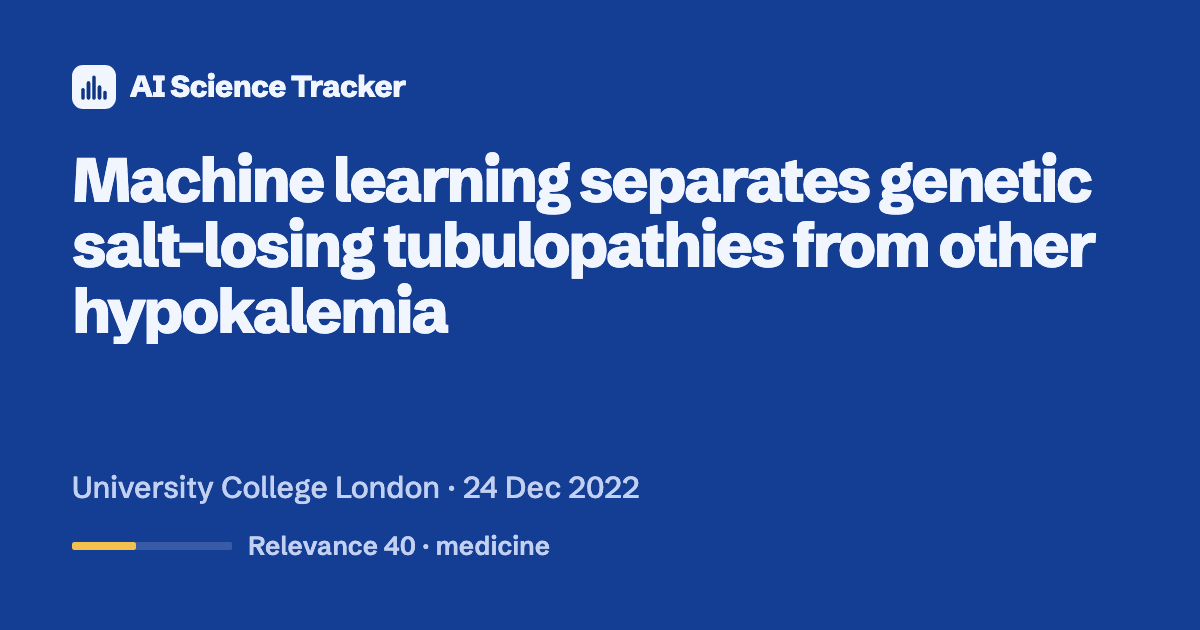 AI Science Tracker
Machine learning separates genetic
salt-losing tubulopathies from other
hypokalemia
University College London · 24 Dec 2022
Relevance 40 · medicine